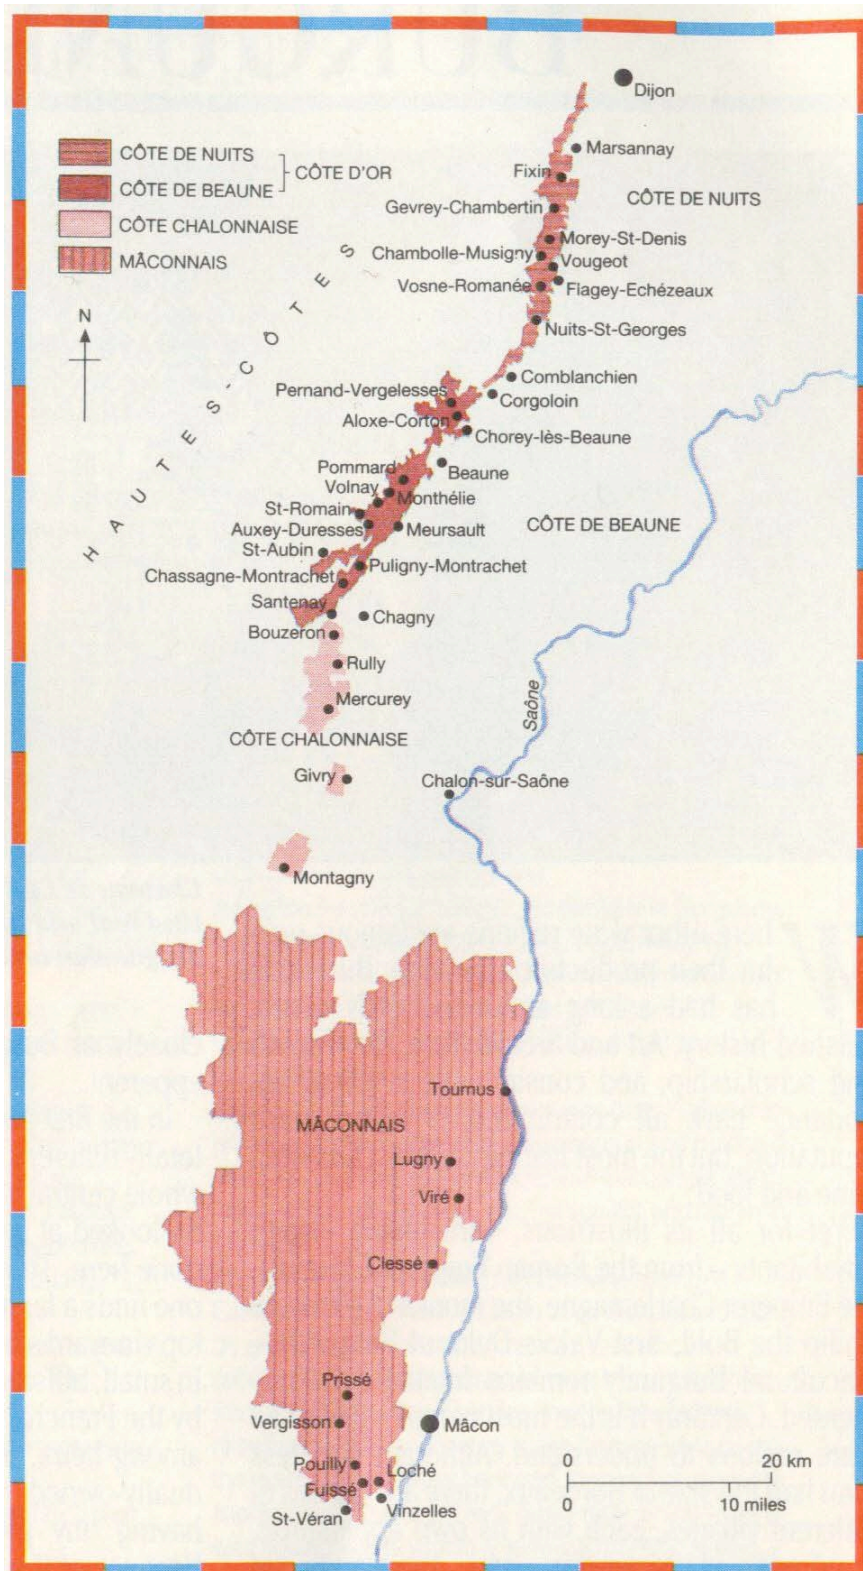 Dijon
CÔTE DE NUITS
CÔTE DE BEAUNE
CÔTE D'OR
CÔTE CHALONNAISE
MÂCONNAIS
N
HAUTES-CÔTES
Marsannay
Fixin
CÔTE DE NUITS
Gevrey-Chambertin
Morey-St-Denis
Chambolle-Musigny
Vougeot
Vosne-Romanée
Flagey-Echézeaux
Nuits-St-Georges
Comblanchien
Pernand-Vergelesses
Corgoloin
Aloxe-Corton
Chorey-lès-Beaune
Pommard
Beaune
Volnay
Monthélie
St-Romain
CÔTE DE BEAUNE
Auxey-Duresses
Meursault
St-Aubin
Puligny-Montrachet
Chassagne-Montrachet
Santenay
Chagny
Bouzeron
Rully
Mercurey
Saône
CÔTE CHALONNAISE
Givry
Chalon-sur-Saône
Montagny
Tournus
MÂCONNAIS
Lugny
Viré
Clessé
Prissé
Vergisson
Mâcon
Pouilly
Loché
Fuissé
Vinzelles
St-Véran
0 20 km
0 10 miles